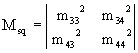 M_sq = | m_33^2 m_34^2 |
| m_43^2 m_44^2 |